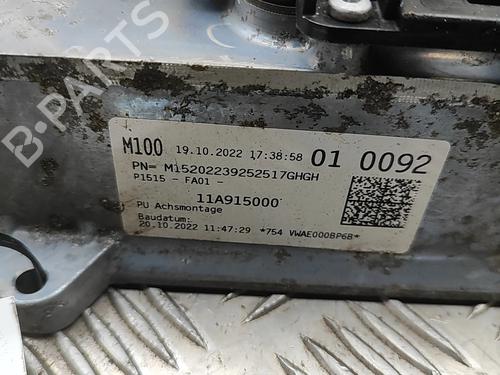 B-PARTS
M100 19.10.2022 17:38:58 01 0092
PN= M15202239252517GHGH
P1515 - FA01 -
11A915000
PU Achsmontage
Baudatum:
20.10.2022 11:47:29 *754 VWAE000BP6B*